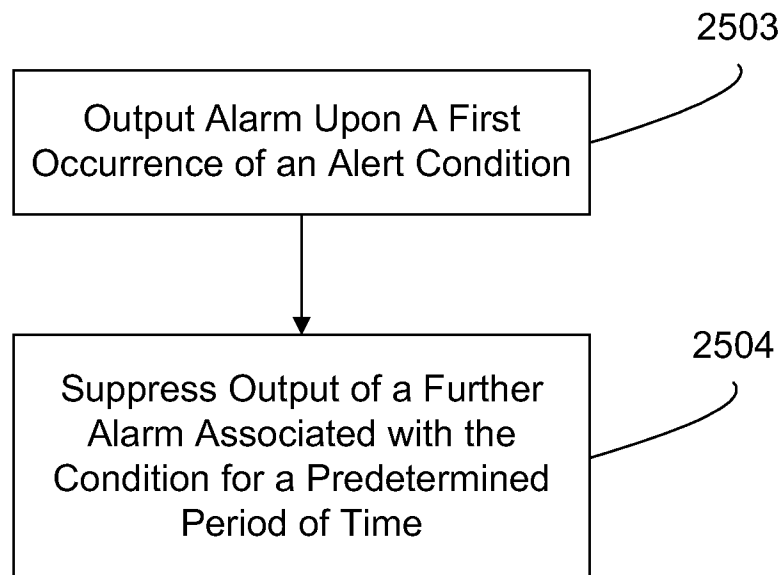 2503
Output Alarm Upon A First
Occurrence of an Alert Condition
2504
Suppress Output of a Further
Alarm Associated with the
Condition for a Predetermined
Period of Time